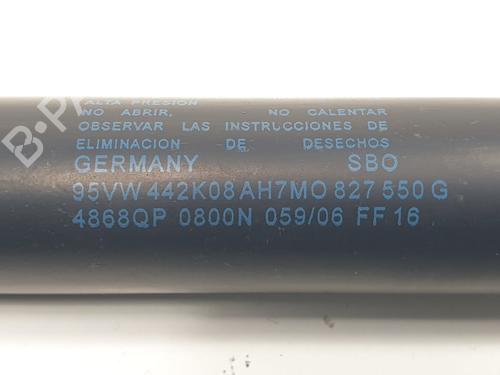 ALTA PRESION
NO ABRIR, NO CALENTAR
OBSERVAR LAS INSTRUCCIONES DE
ELIMINACION DE DESECHOS
GERMANY SBO
95VW 442K08 AH7MO 827 550 G
4868QP 0800N 059/06 FF 16